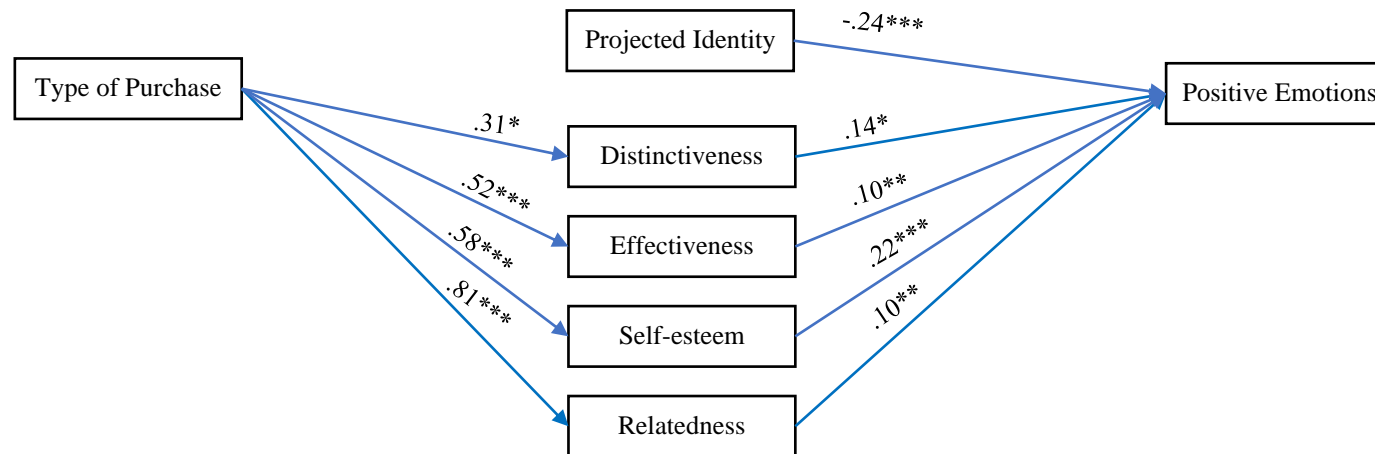 Projected Identity
-.24***
Type of Purchase
Positive Emotions
.31*
Distinctiveness
.14*
.52***
Effectiveness
.10**
.58***
Self-esteem
.22***
.81***
Relatedness
.10**